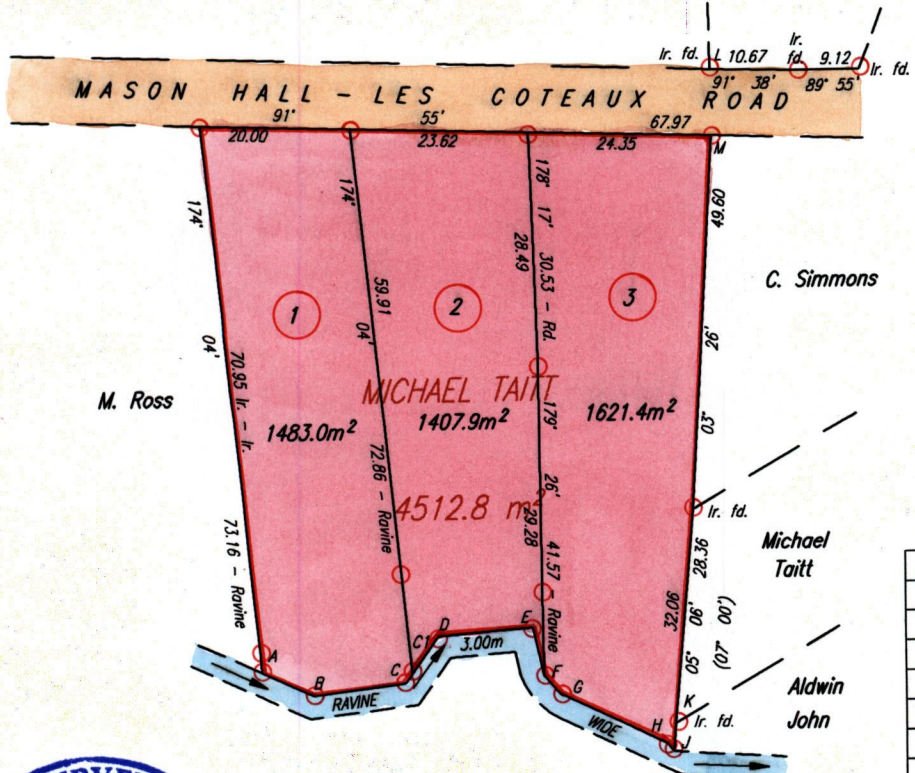 Ir. fd.
L 10.67
Ir.
fd.
9.12
Ir. fd.
91° 38'
89° 55'
MASON HALL - LES COTEAUX ROAD
91° 55' 67.97
20.00
23.62
24.35
M
174°
04'
70.95 Ir. - Ir.
73.16 - Ravine
174°
59.91
04'
72.86 - Ravine
178° 17'
28.49
30.53 - Rd.
179° 26'
29.28
41.57 - Ravine
49.60
26'
03°
1
2
3
C. Simmons
M. Ross
MICHAEL TAITT
1483.0m²
1407.9m²
1621.4m²
4512.8 m²
Ir. fd.
Michael
Taitt
28.36
32.06
05° 06'
(07° 00')
A
B
C
C1
D
E
F
G
H
J
K
Ir. fd.
3.00m
RAVINE
WIDE
Aldwin
John